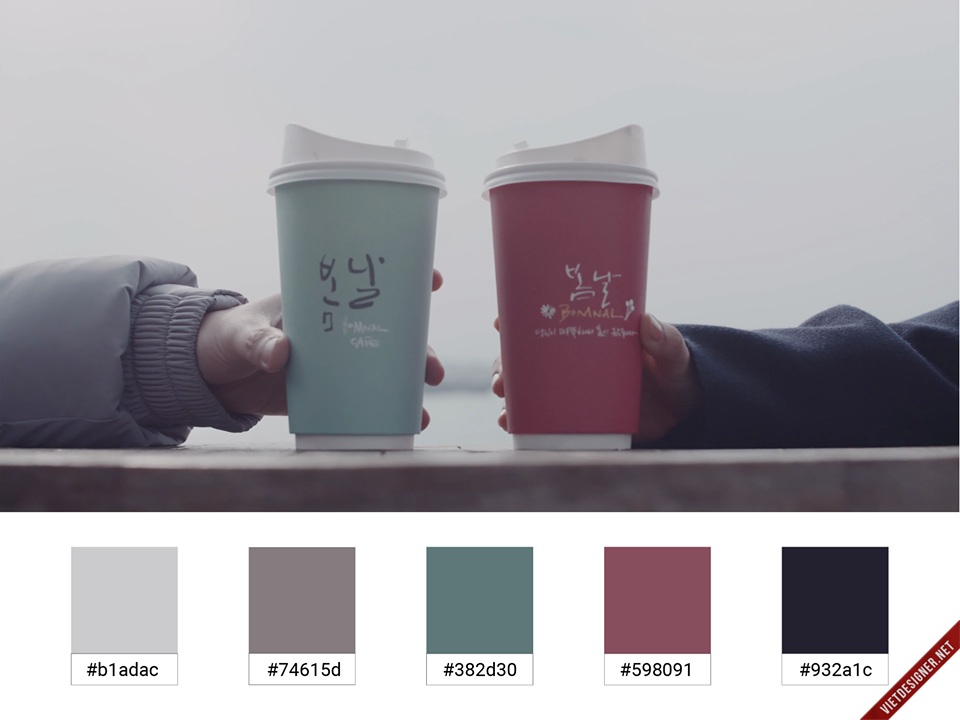 봄날
BOMNAL
CAFE
봄날
BOMNAL
#b1adac
#74615d
#382d30
#598091
#932a1c
VIETDESIGNER.NET